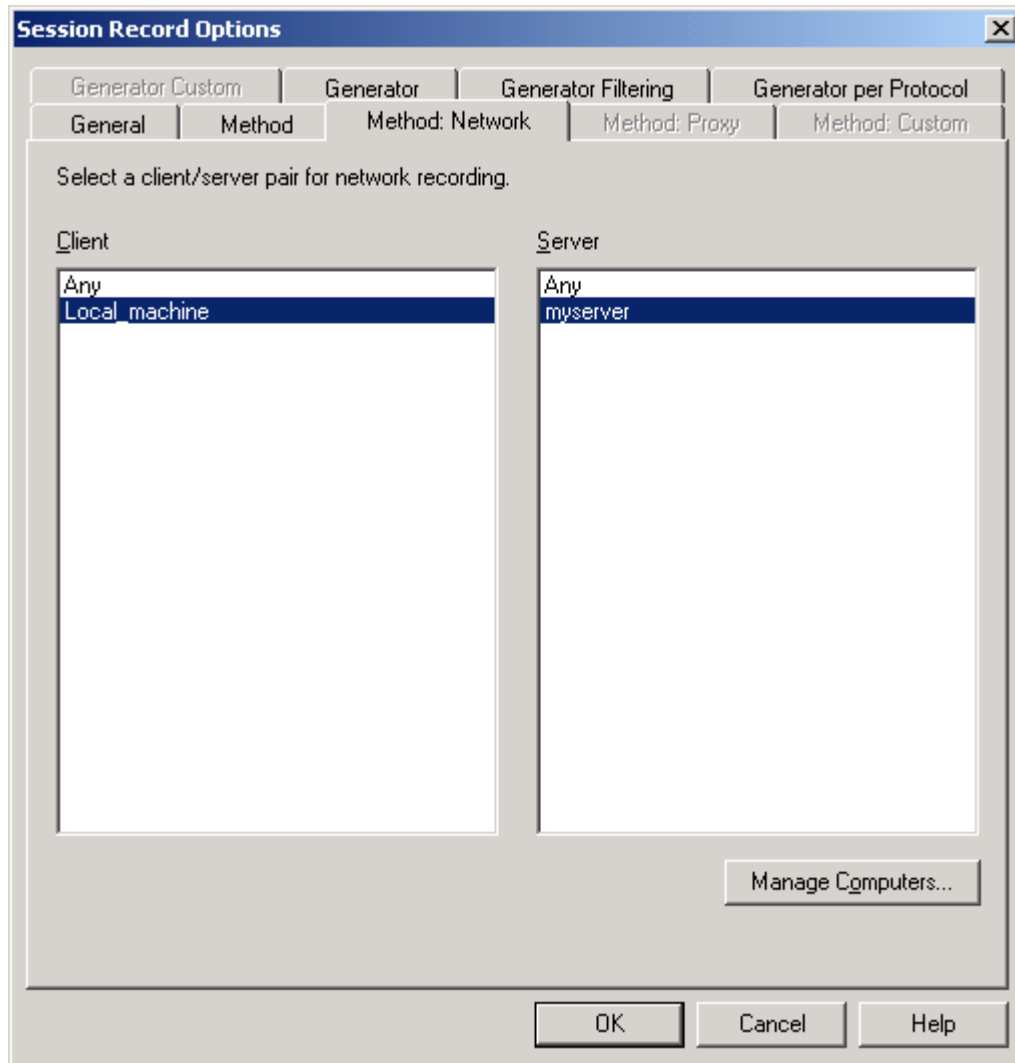 Session Record Options
Generator Custom Generator Generator Filtering Generator per Protocol
General Method Method: Network Method: Proxy Method: Custom
Select a client/server pair for network recording.
Client Server
Any Any
Local_machine myserver
Manage Computers...
OK Cancel Help